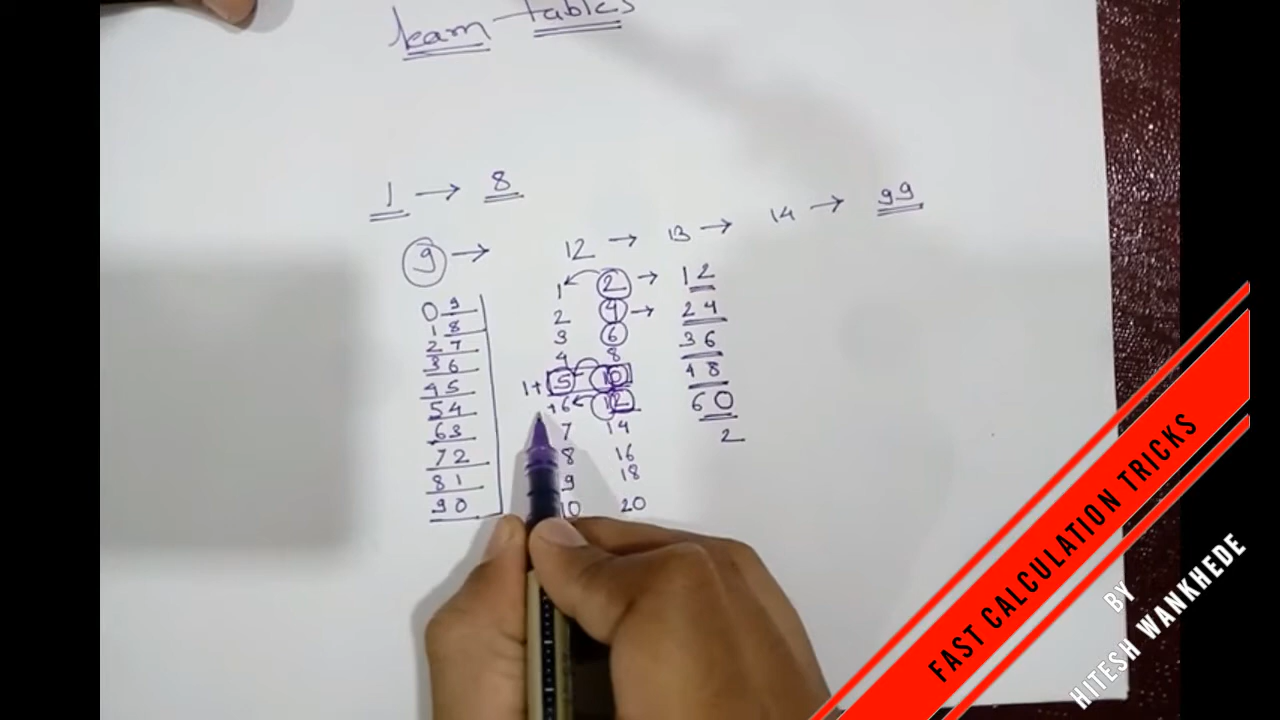 learn tables
1 → 8
9 →
12 → 13 → 14 → 99
09
18
27
36
45
54
63
72
81
90
1 2 → 12
2 4 → 24
3 6 36
4 8 48
1+ 5 10 60
+6 12 2
7 14
8 16
9 18
10 20
FAST CALCULATION TRICKS
BY
HITESH WANKHEDE